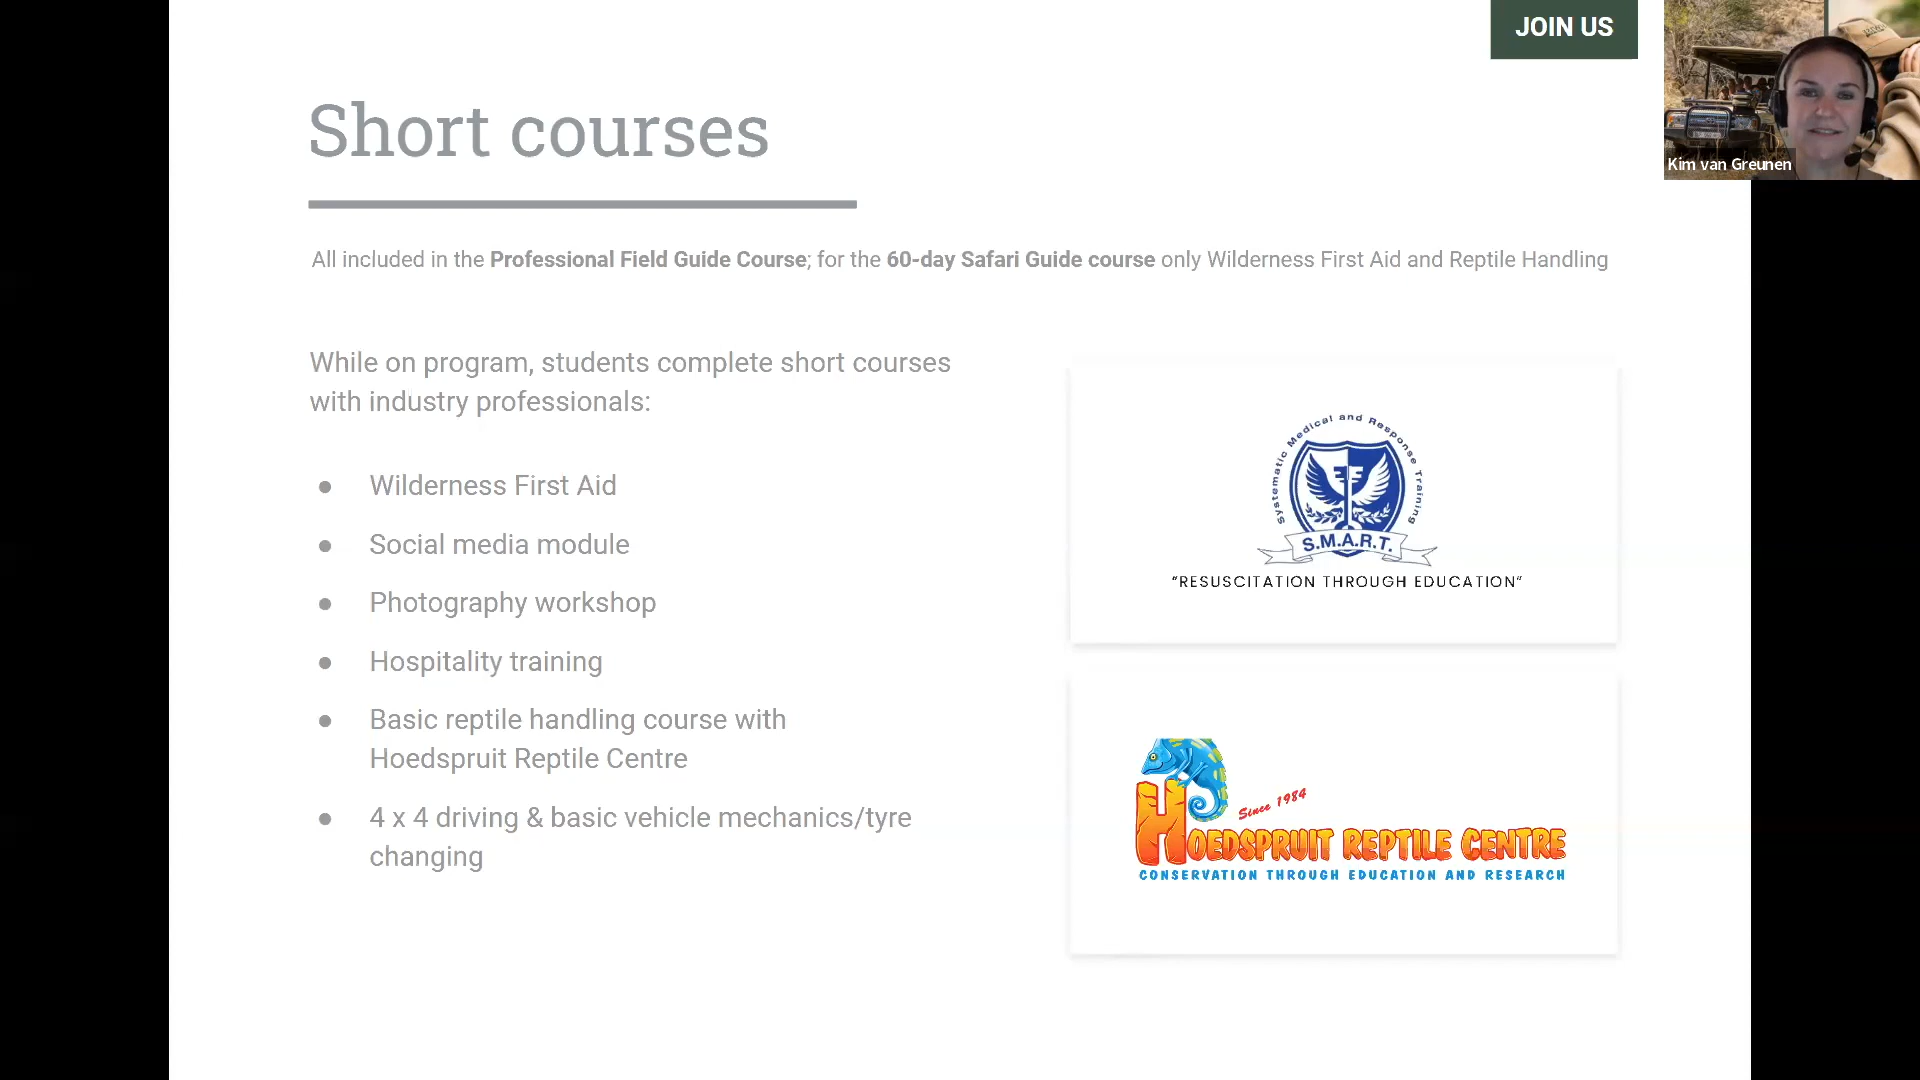 JOIN US
Kim van Greunen
Short courses
All included in the Professional Field Guide Course; for the 60-day Safari Guide course only Wilderness First Aid and Reptile Handling
While on program, students complete short courses
with industry professionals:
● Wilderness First Aid
● Social media module
● Photography workshop
● Hospitality training
● Basic reptile handling course with
Hoedspruit Reptile Centre
● 4 x 4 driving & basic vehicle mechanics/tyre
changing
Systematic Medical and Response Training
S.M.A.R.T.
"RESUSCITATION THROUGH EDUCATION"
Since 1984
HOEDSPRUIT REPTILE CENTRE
CONSERVATION THROUGH EDUCATION AND RESEARCH